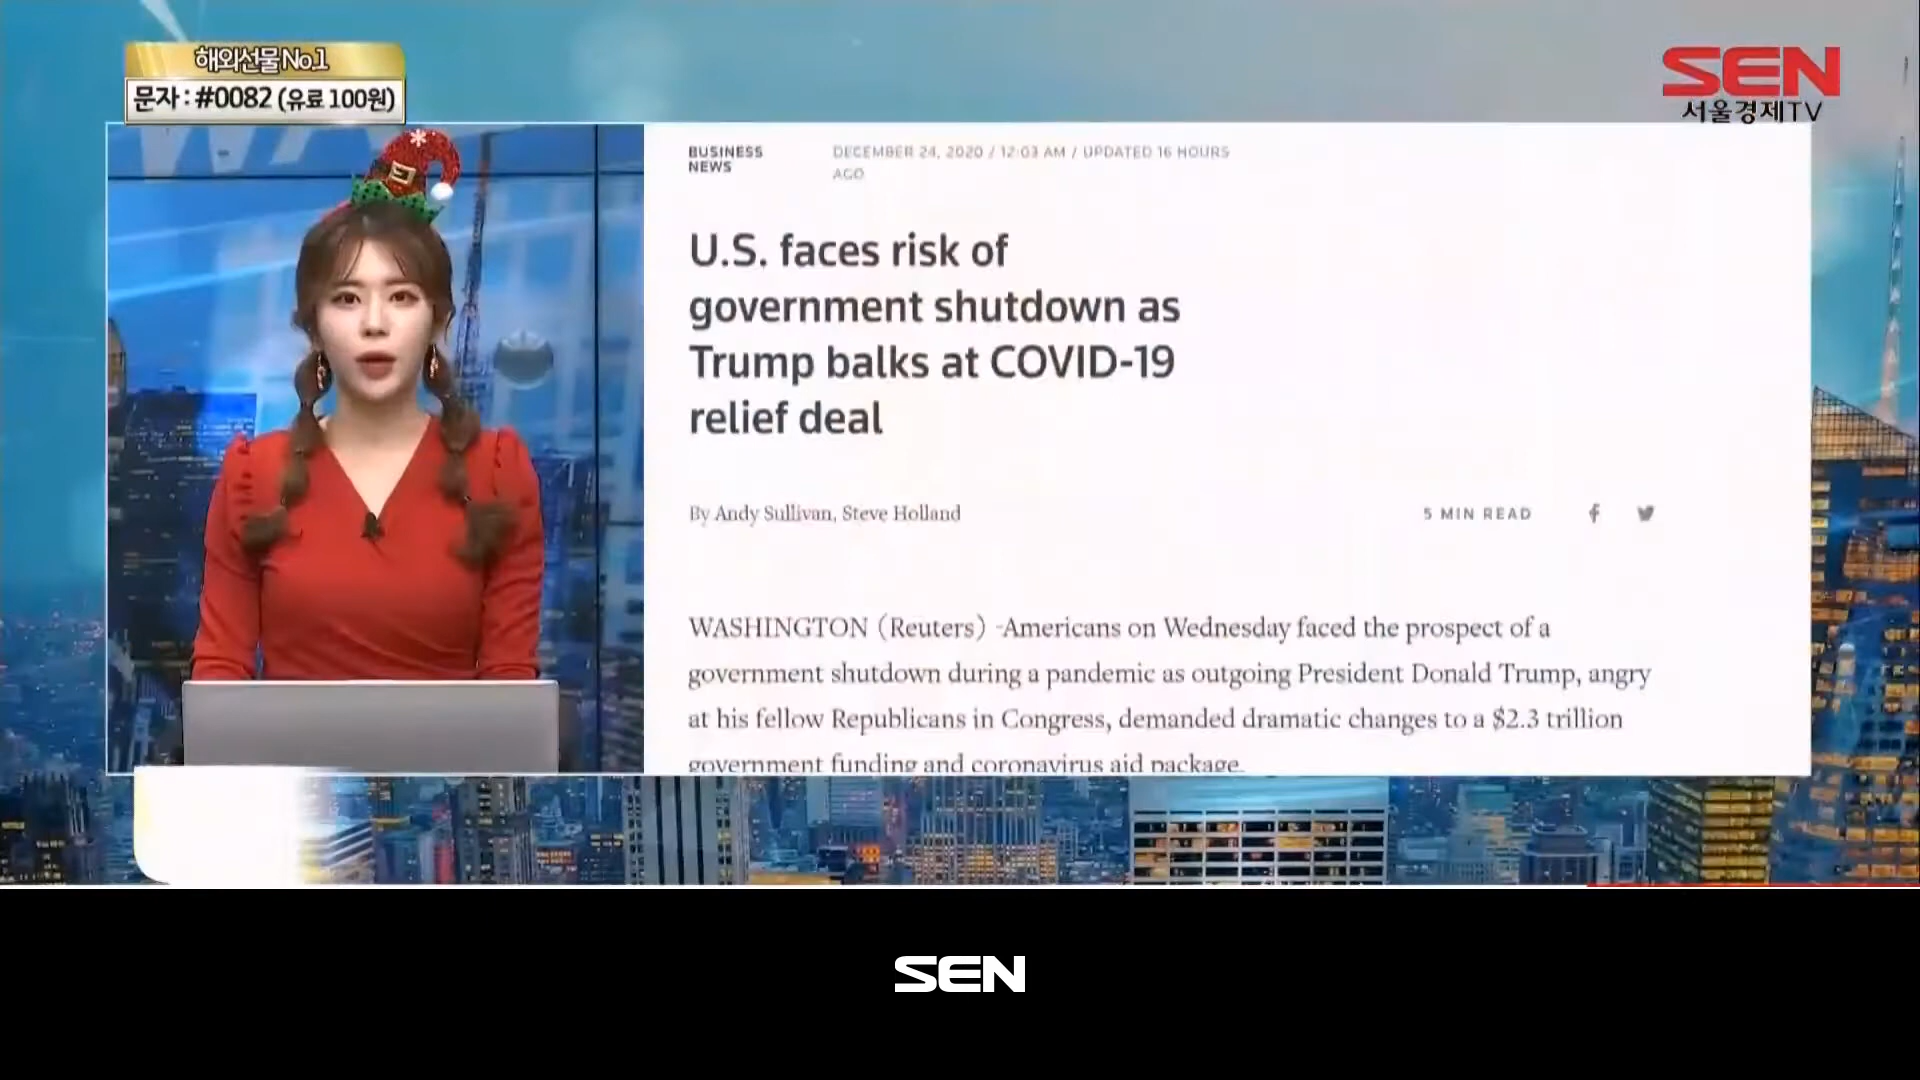 해외선물 No.1
문자 : #0082 (유료 100원)
SEN
서울경제TV
BUSINESS
NEWS
DECEMBER 24, 2020 / 12:03 AM / UPDATED 16 HOURS
AGO
U.S. faces risk of
government shutdown as
Trump balks at COVID-19
relief deal
By Andy Sullivan, Steve Holland
5 MIN READ
WASHINGTON (Reuters) -Americans on Wednesday faced the prospect of a
government shutdown during a pandemic as outgoing President Donald Trump, angry
at his fellow Republicans in Congress, demanded dramatic changes to a $2.3 trillion
government funding and coronavirus aid package.
SEN